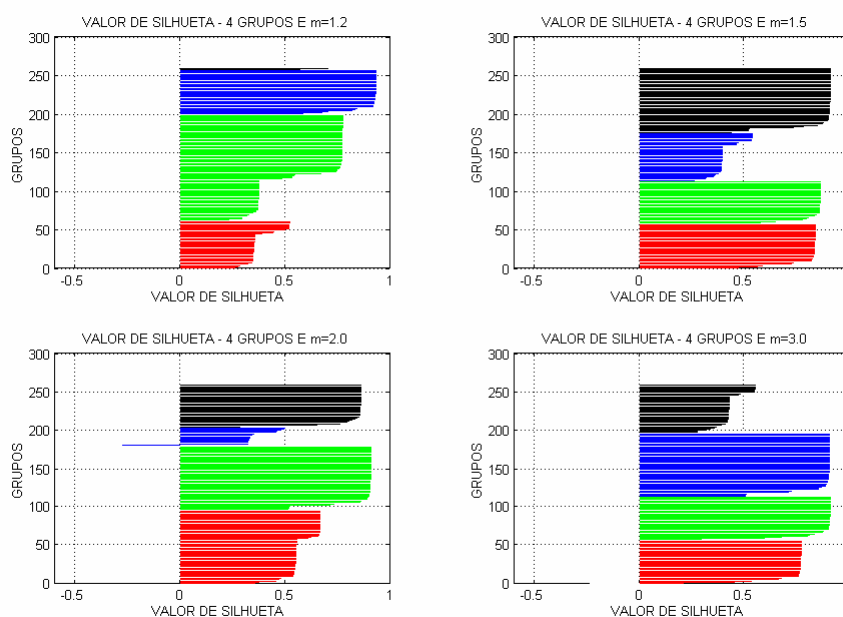 VALOR DE SILHUETA - 4 GRUPOS E m=1.2
300
250
200
150
100
50
0
GRUPOS
-0.5 0 0.5 1
VALOR DE SILHUETA
VALOR DE SILHUETA - 4 GRUPOS E m=1.5
300
250
200
150
100
50
0
GRUPOS
-0.5 0 0.5
VALOR DE SILHUETA
VALOR DE SILHUETA - 4 GRUPOS E m=2.0
300
250
200
150
100
50
0
GRUPOS
-0.5 0 0.5 1
VALOR DE SILHUETA
VALOR DE SILHUETA - 4 GRUPOS E m=3.0
300
250
200
150
100
50
0
GRUPOS
-0.5 0 0.5
VALOR DE SILHUETA